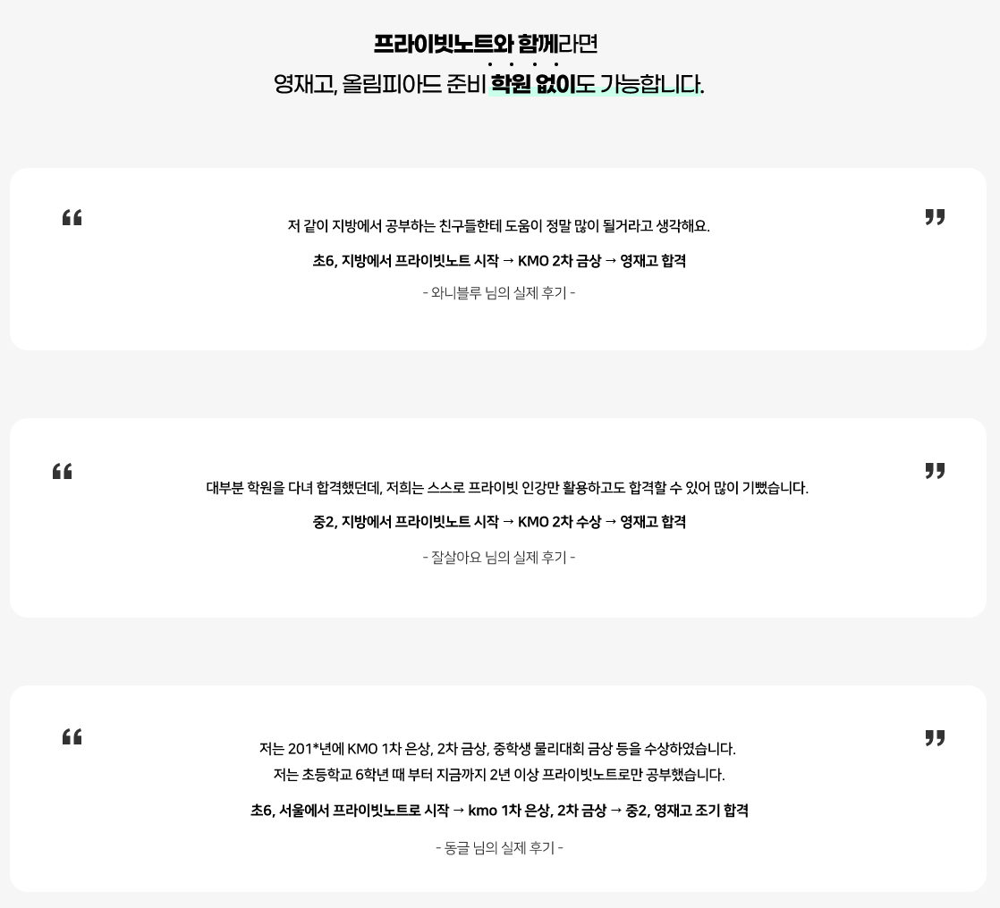 프라이빗노트와 함께라면
영재고, 올림피아드 준비 학원 없이도 가능합니다.
“ ”
저 같이 지방에서 공부하는 친구들한테 도움이 정말 많이 될거라고 생각해요.
초6, 지방에서 프라이빗노트 시작 → KMO 2차 금상 → 영재고 합격
- 와니블루 님의 실제 후기 -
“ ”
대부분 학원을 다녀 합격했던데, 저희는 스스로 프라이빗 인강만 활용하고도 합격할 수 있어 많이 기뻤습니다.
중2, 지방에서 프라이빗노트 시작 → KMO 2차 수상 → 영재고 합격
- 잘살아요 님의 실제 후기 -
“ ”
저는 201*년에 KMO 1차 은상, 2차 금상, 중학생 물리대회 금상 등을 수상하였습니다.
저는 초등학교 6학년 때 부터 지금까지 2년 이상 프라이빗노트로만 공부했습니다.
초6, 서울에서 프라이빗노트로 시작 → kmo 1차 은상, 2차 금상 → 중2, 영재고 조기 합격
- 동글 님의 실제 후기 -